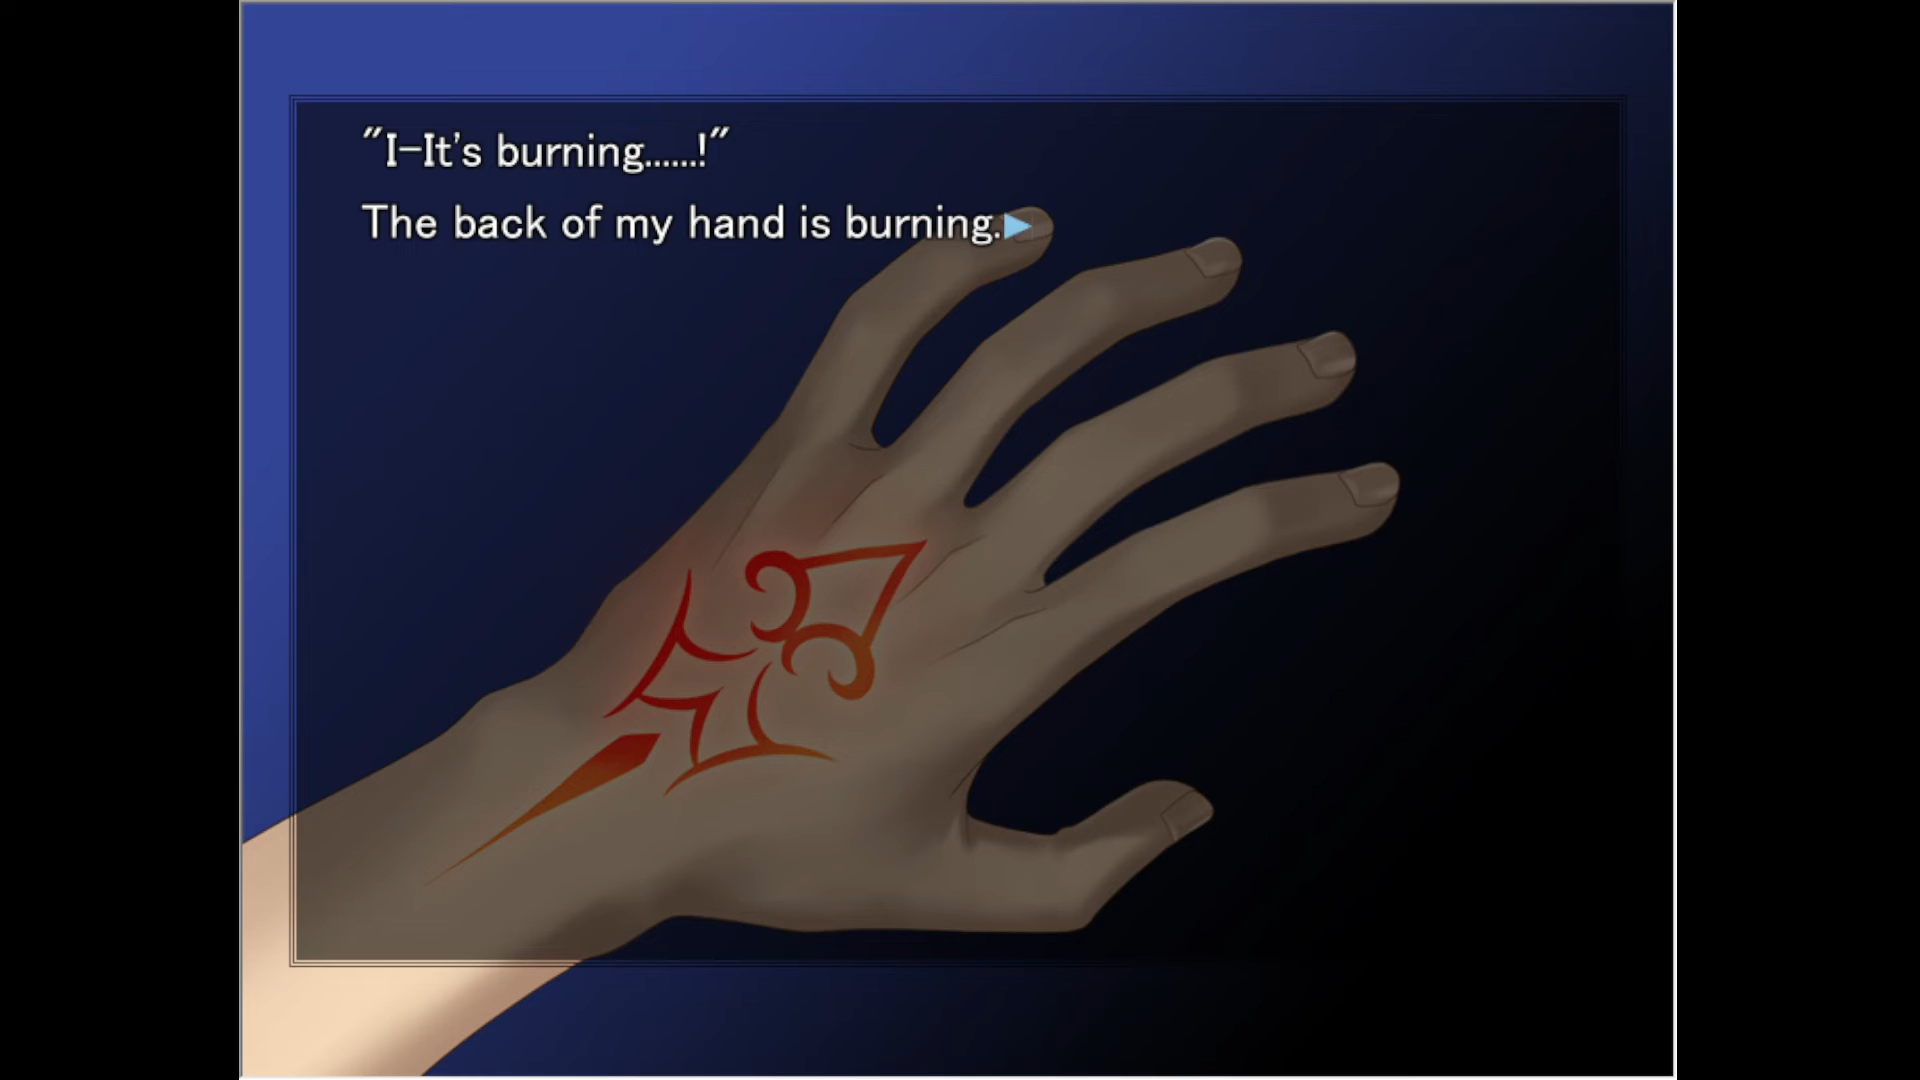 "I-It's burning......!"
The back of my hand is burning.